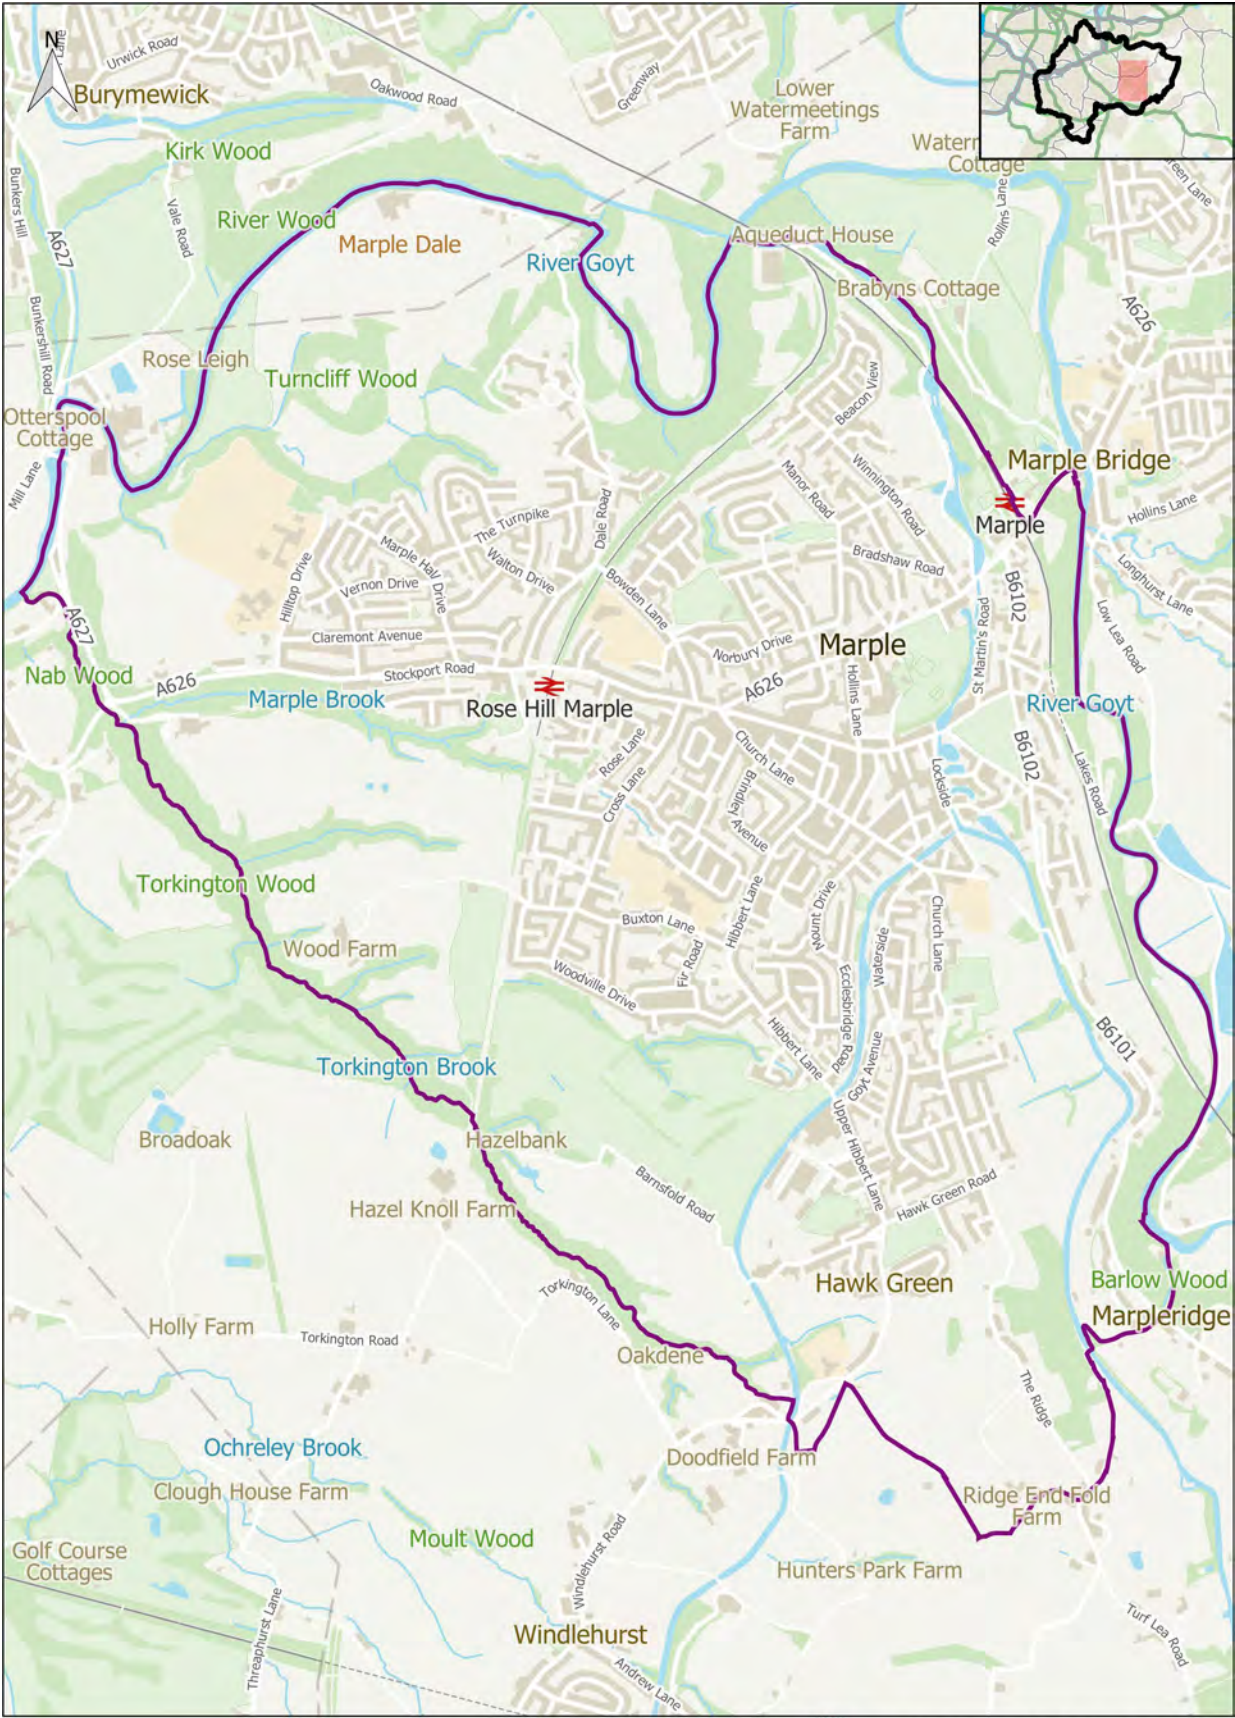 N
Lane
Urwick Road
Burymewick
Oakwood Road
Greenway
Lower
Watermeetings
Farm
Waterm
Cottage
Green Lane
Kirk Wood
Bunkers Hill
A627
Vale Road
River Wood
Marple Dale
River Goyt
Aqueduct House
Rollins Lane
Brabyns Cottage
A626
Bunkershill Road
Rose Leigh
Turncliff Wood
Beacon View
Otterspool
Cottage
Mill Lane
Manor Road
Winnington Road
Marple Bridge
Hollins Lane
Marple
The Turnpike
Dale Road
Marple Hall Drive
Walton Drive
Bradshaw Road
Hilltop Drive
Vernon Drive
Bowden Lane
B6102
Longhurst Lane
A627
Claremont Avenue
Norbury Drive
Marple
St Martin's Road
Low Lea Road
Nab Wood
A626
Stockport Road
Marple Brook
Rose Hill Marple
A626
Hollins Lane
River Goyt
Rose Lane
Cross Lane
Church Lane
Brindley Avenue
Lockside
B6102
Lakes Road
Torkington Wood
Wood Farm
Buxton Lane
Fir Road
Hibbert Lane
Mount Drive
Waterside
Church Lane
Woodville Drive
Ecclesbridge Road
Hibbert Lane
Goyt Avenue
B6101
Torkington Brook
Broadoak
Hazelbank
Upper Hibbert Lane
Barnsfold Road
Hawk Green Road
Hazel Knoll Farm
Hawk Green
Barlow Wood
Marpleridge
Torkington Lane
Holly Farm
Torkington Road
Oakdene
The Ridge
Ochreley Brook
Doodfield Farm
Clough House Farm
Ridge End Fold
Farm
Moult Wood
Windlehurst Road
Golf Course
Cottages
Hunters Park Farm
Threaphurst Lane
Windlehurst
Turf Lea Road
Andrew Lane